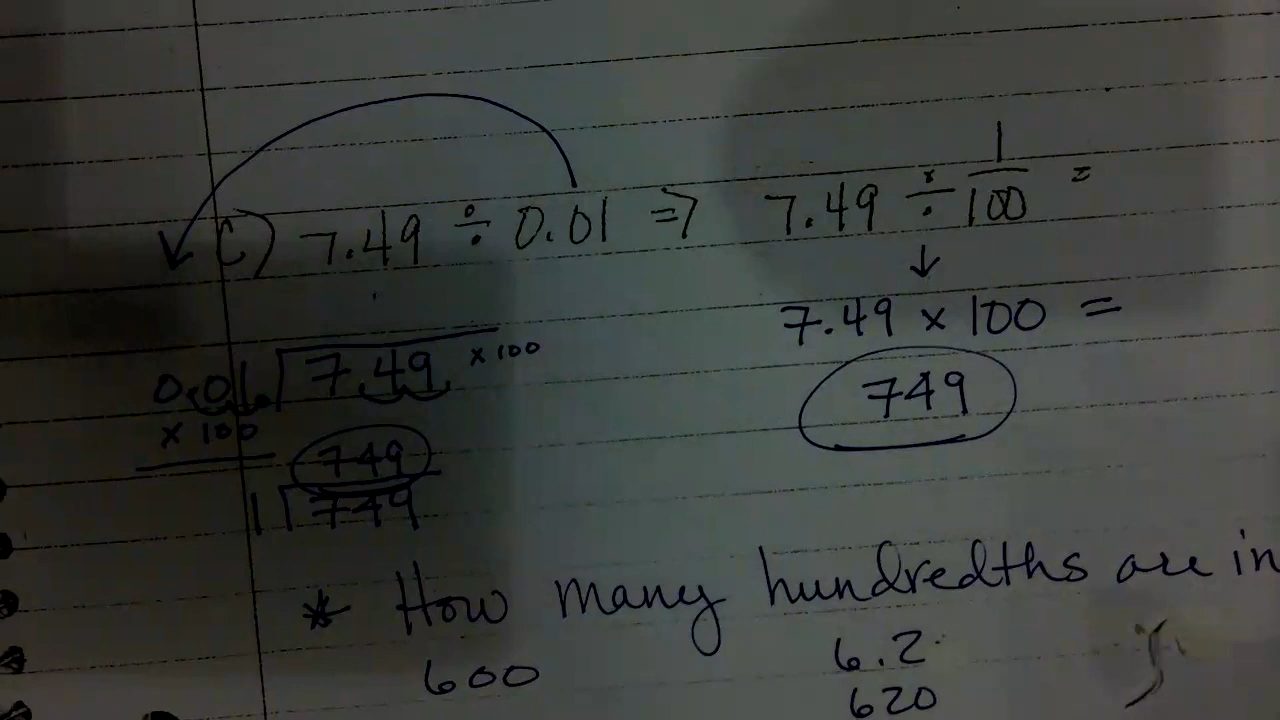 C) 7.49 ÷ 0.01 => 7.49 ÷ 1/100 =
↓
7.49 x 100 =
749
0.01 7.49 x 100
x 100
749
1 749
* How many hundredths are in
600 6.2
620